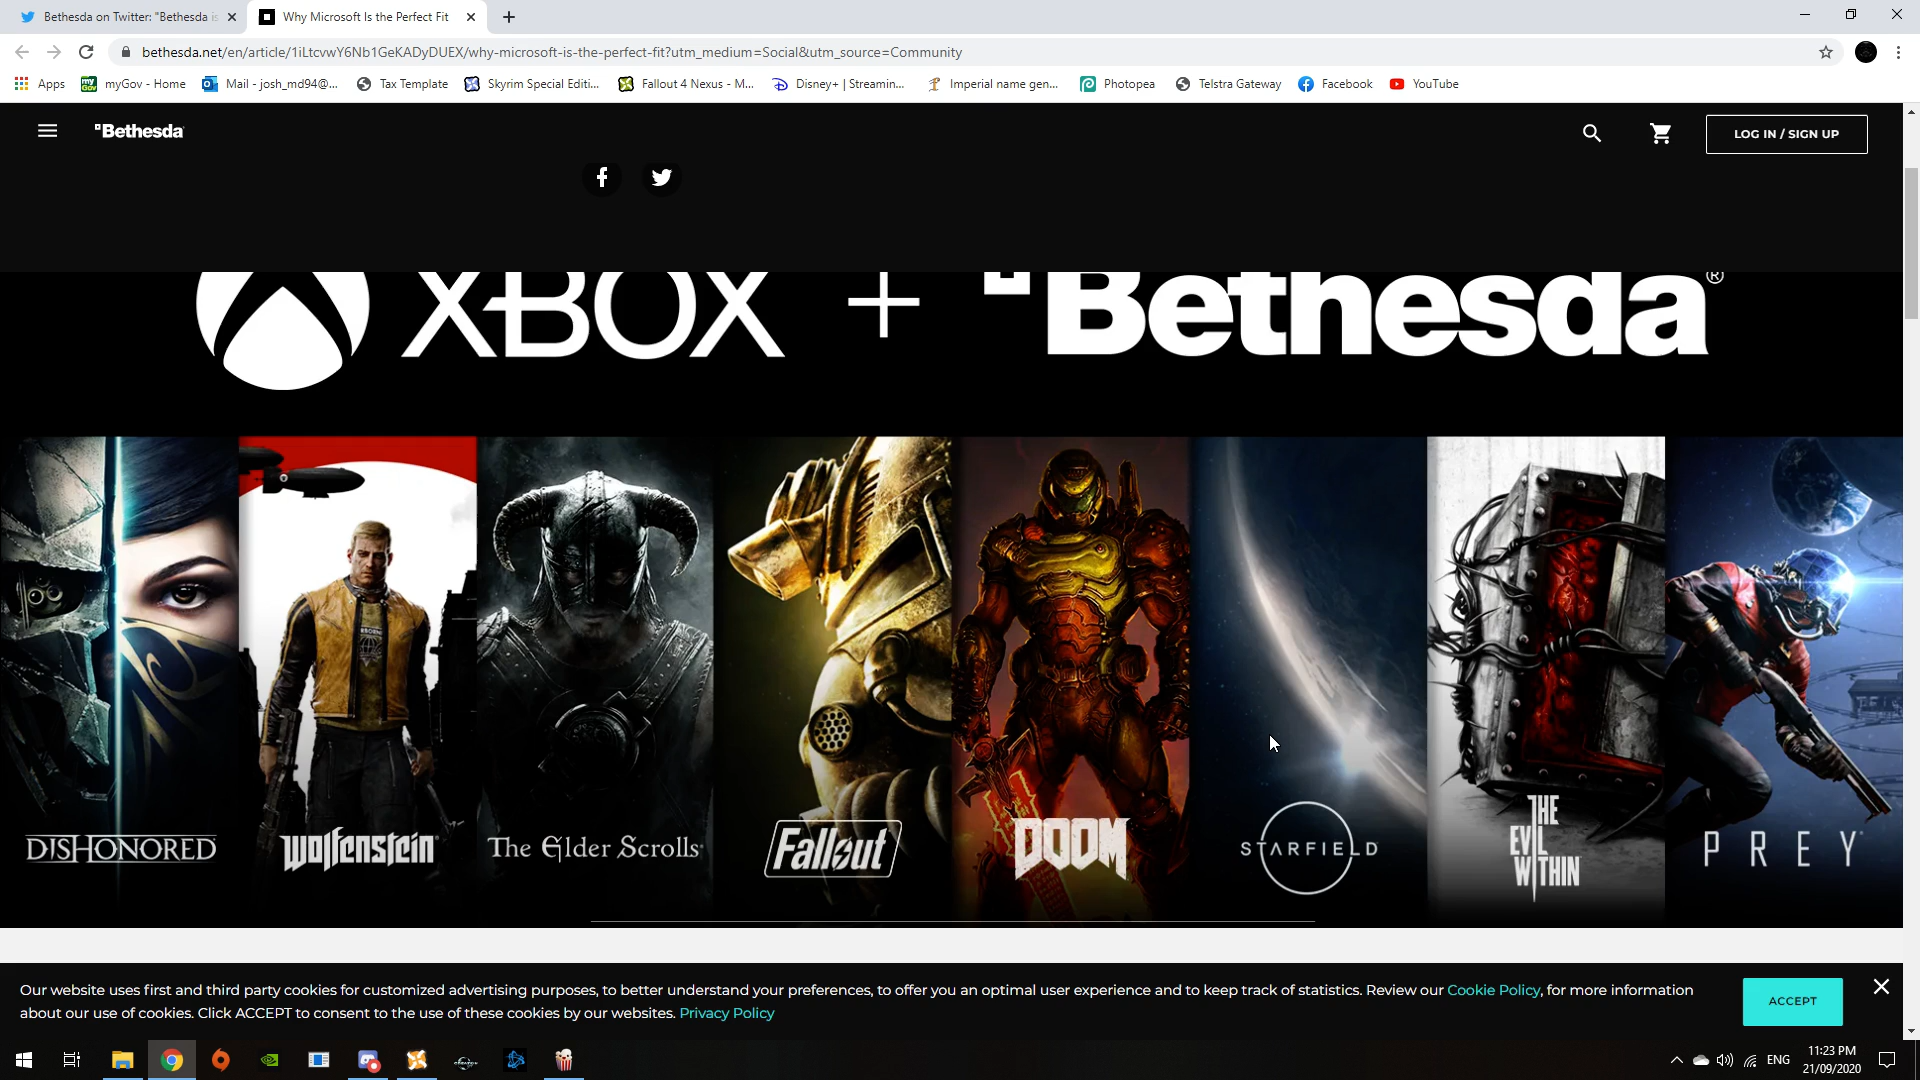 Bethesda on Twitter: "Bethesda is
Why Microsoft Is the Perfect Fit
bethesda.net/en/article/1iLtcvwY6Nb1GeKADyDUEX/why-microsoft-is-the-perfect-fit?utm_medium=Social&utm_source=Community
Apps
myGov - Home
Mail - josh_md94@...
Tax Template
Skyrim Special Editi...
Fallout 4 Nexus - M...
Disney+ | Streamin...
Imperial name gen...
Photopea
Telstra Gateway
Facebook
YouTube
Bethesda
LOG IN / SIGN UP
XBOX + Bethesda®
DISHONORED
Wolfenstein
The Elder Scrolls
Fallout
DOOM
STARFIELD
THE
EVIL
WITHIN
PREY
Our website uses first and third party cookies for customized advertising purposes, to better understand your preferences, to offer you an optimal user experience and to keep track of statistics. Review our Cookie Policy, for more information
about our use of cookies. Click ACCEPT to consent to the use of these cookies by our websites. Privacy Policy
ACCEPT
ENG
11:23 PM
21/09/2020